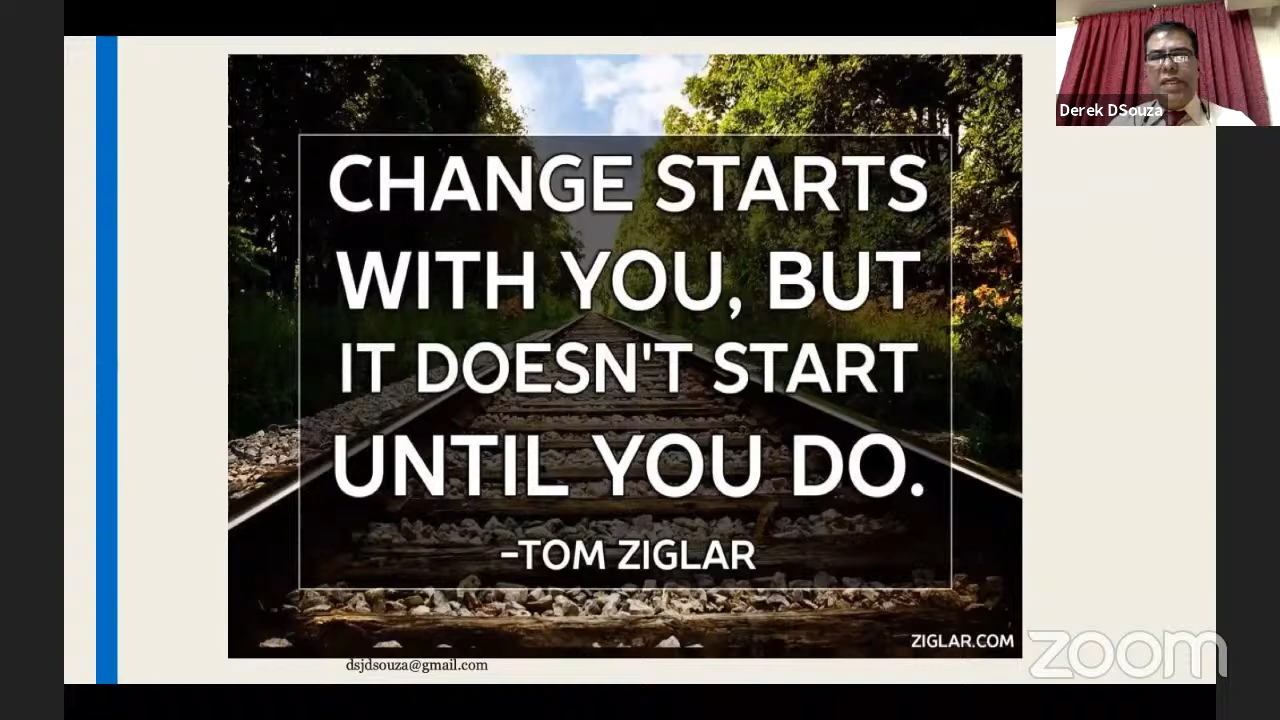 Derek DSouza
CHANGE STARTS
WITH YOU, BUT
IT DOESN'T START
UNTIL YOU DO.
-TOM ZIGLAR
ZIGLAR.COM
zoom
dsjdsouza@gmail.com